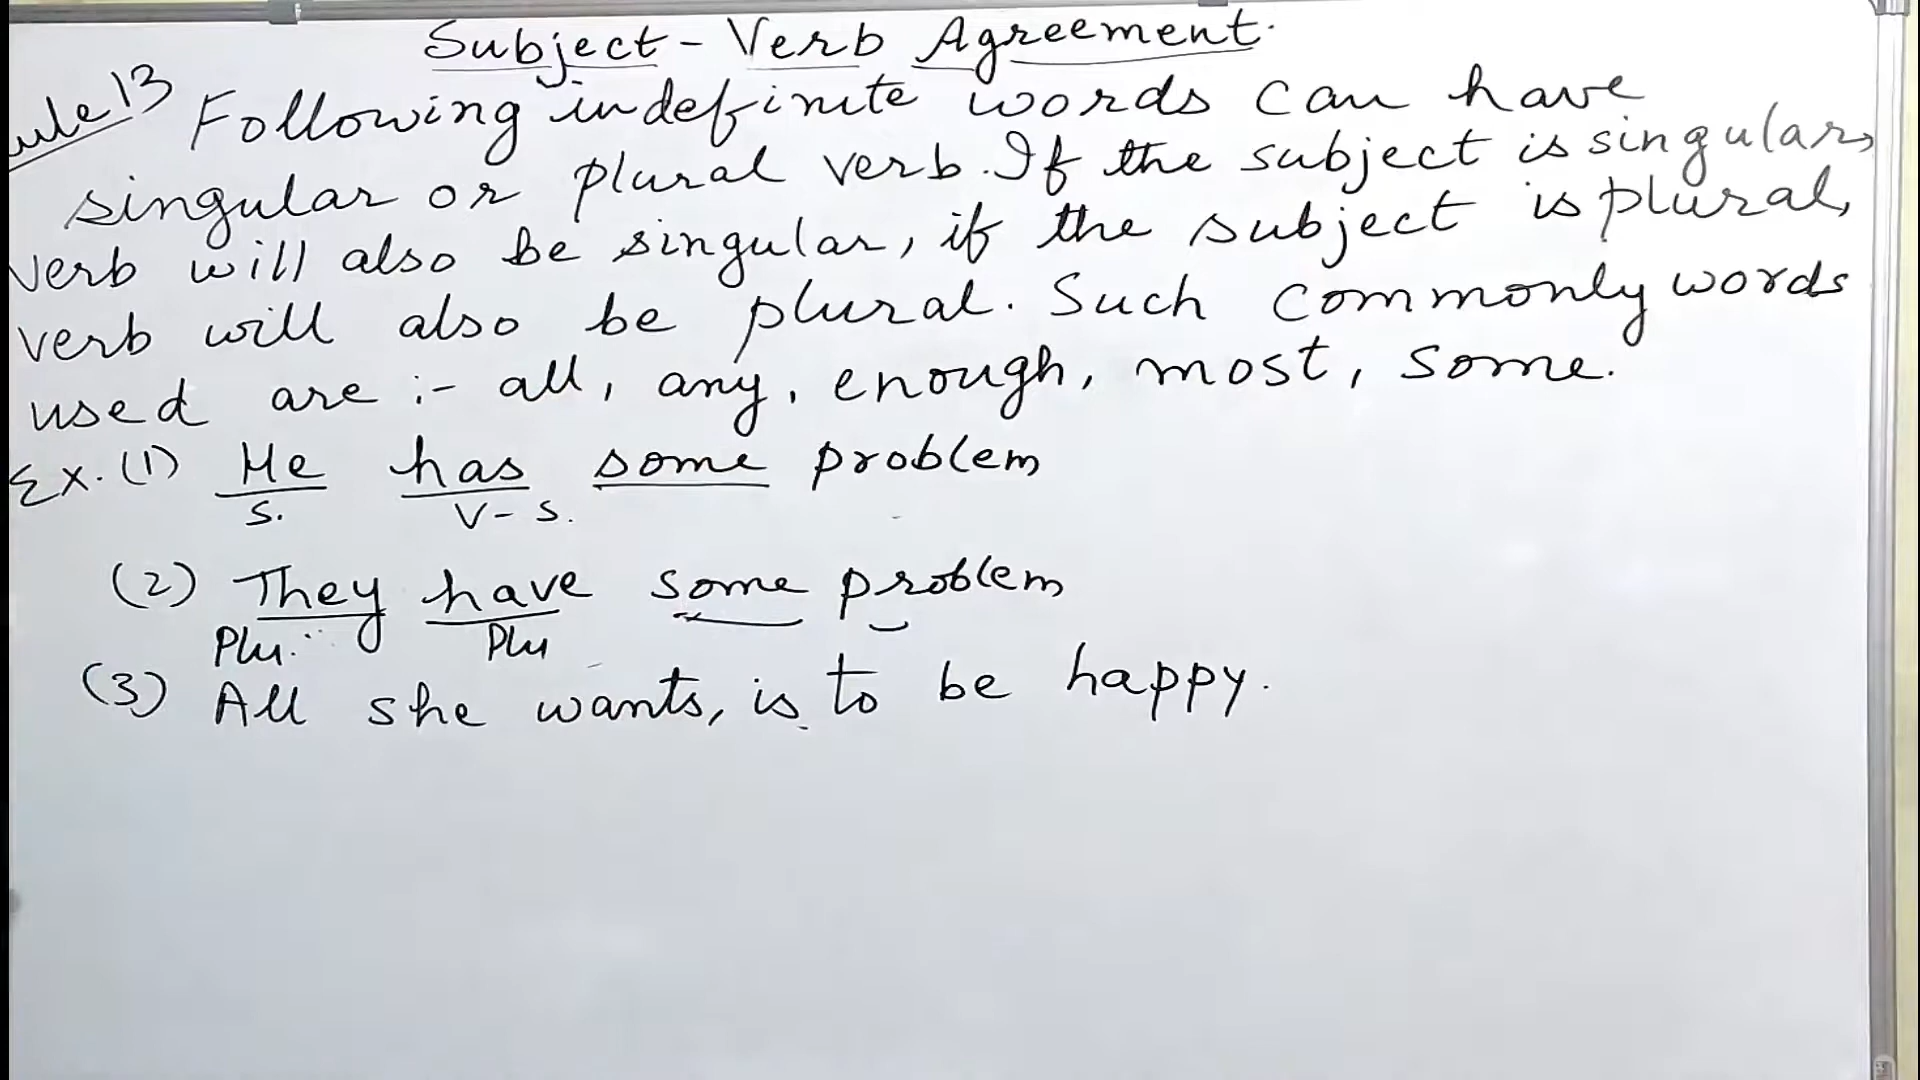 Subject - Verb Agreement.
Rule 13 Following indefinite words can have
singular or plural verb. If the subject is singular,
verb will also be singular, if the subject is plural,
verb will also be plural. Such commonly words
used are :- all, any, enough, most, some.
Ex. (1) He has some problem
S. V-S.
(2) They have some problem
Plu. Plu
(3) All she wants, is to be happy.